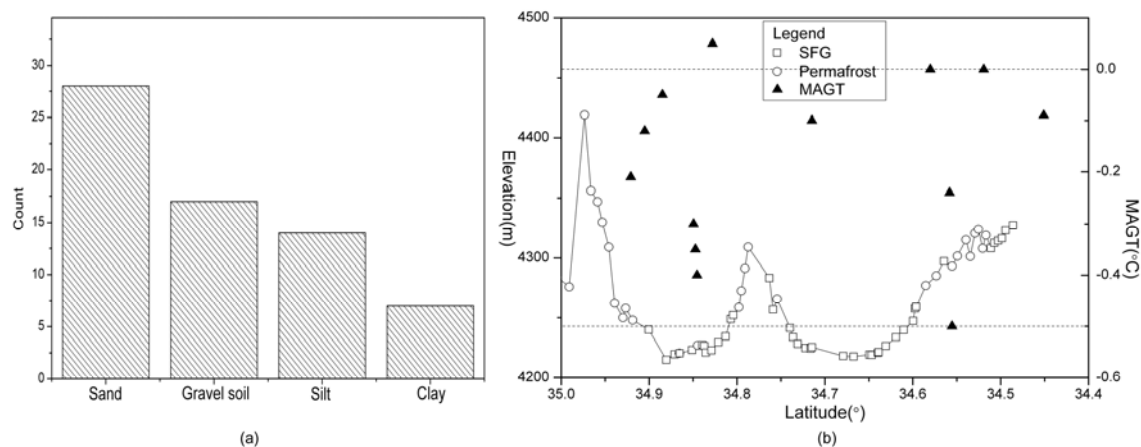 Count
30
25
20
15
10
5
0
Sand
Gravel soil
Silt
Clay
(a)
Elevation(m)
4500
4400
4300
4200
Legend
SFG
Permafrost
MAGT
0.0
-0.2
-0.4
-0.6
MAGT(°C)
35.0
34.9
34.8
34.7
34.6
34.5
34.4
Latitude(°)
(b)